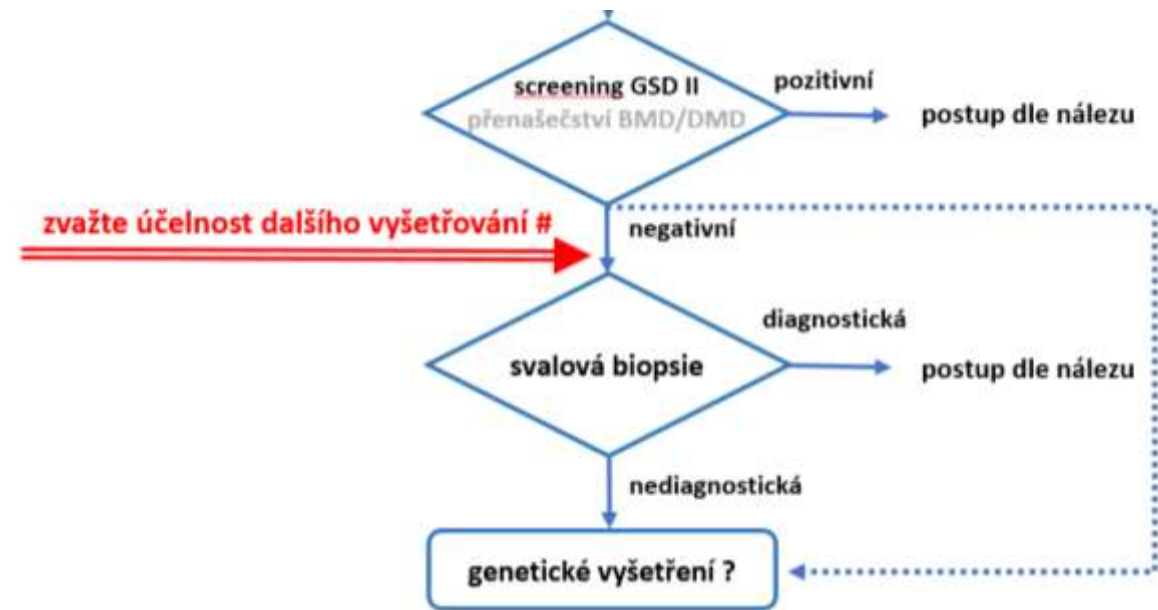 screening GSD II
přenašečství BMD/DMD
pozitivní
postup dle nálezu
zvažte účelnost dalšího vyšetřování #
negativní
diagnostická
svalová biopsie
postup dle nálezu
nediagnostická
genetické vyšetření ?